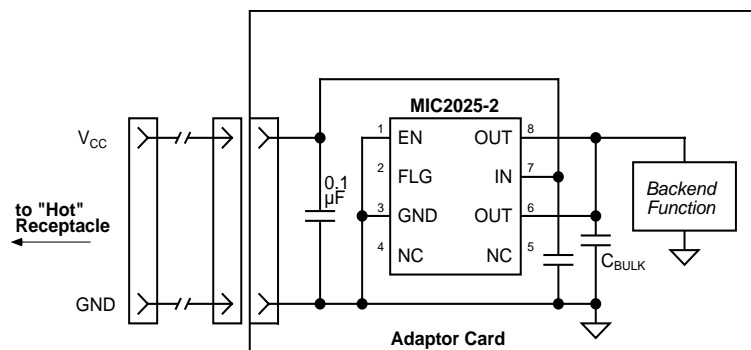 MIC2025-2
V_CC
1
EN
OUT
8
2
FLG
IN
7
3
GND
OUT
6
4
NC
NC
5
0.1
µF
Backend
Function
to "Hot"
Receptacle
C_BULK
GND
Adaptor Card